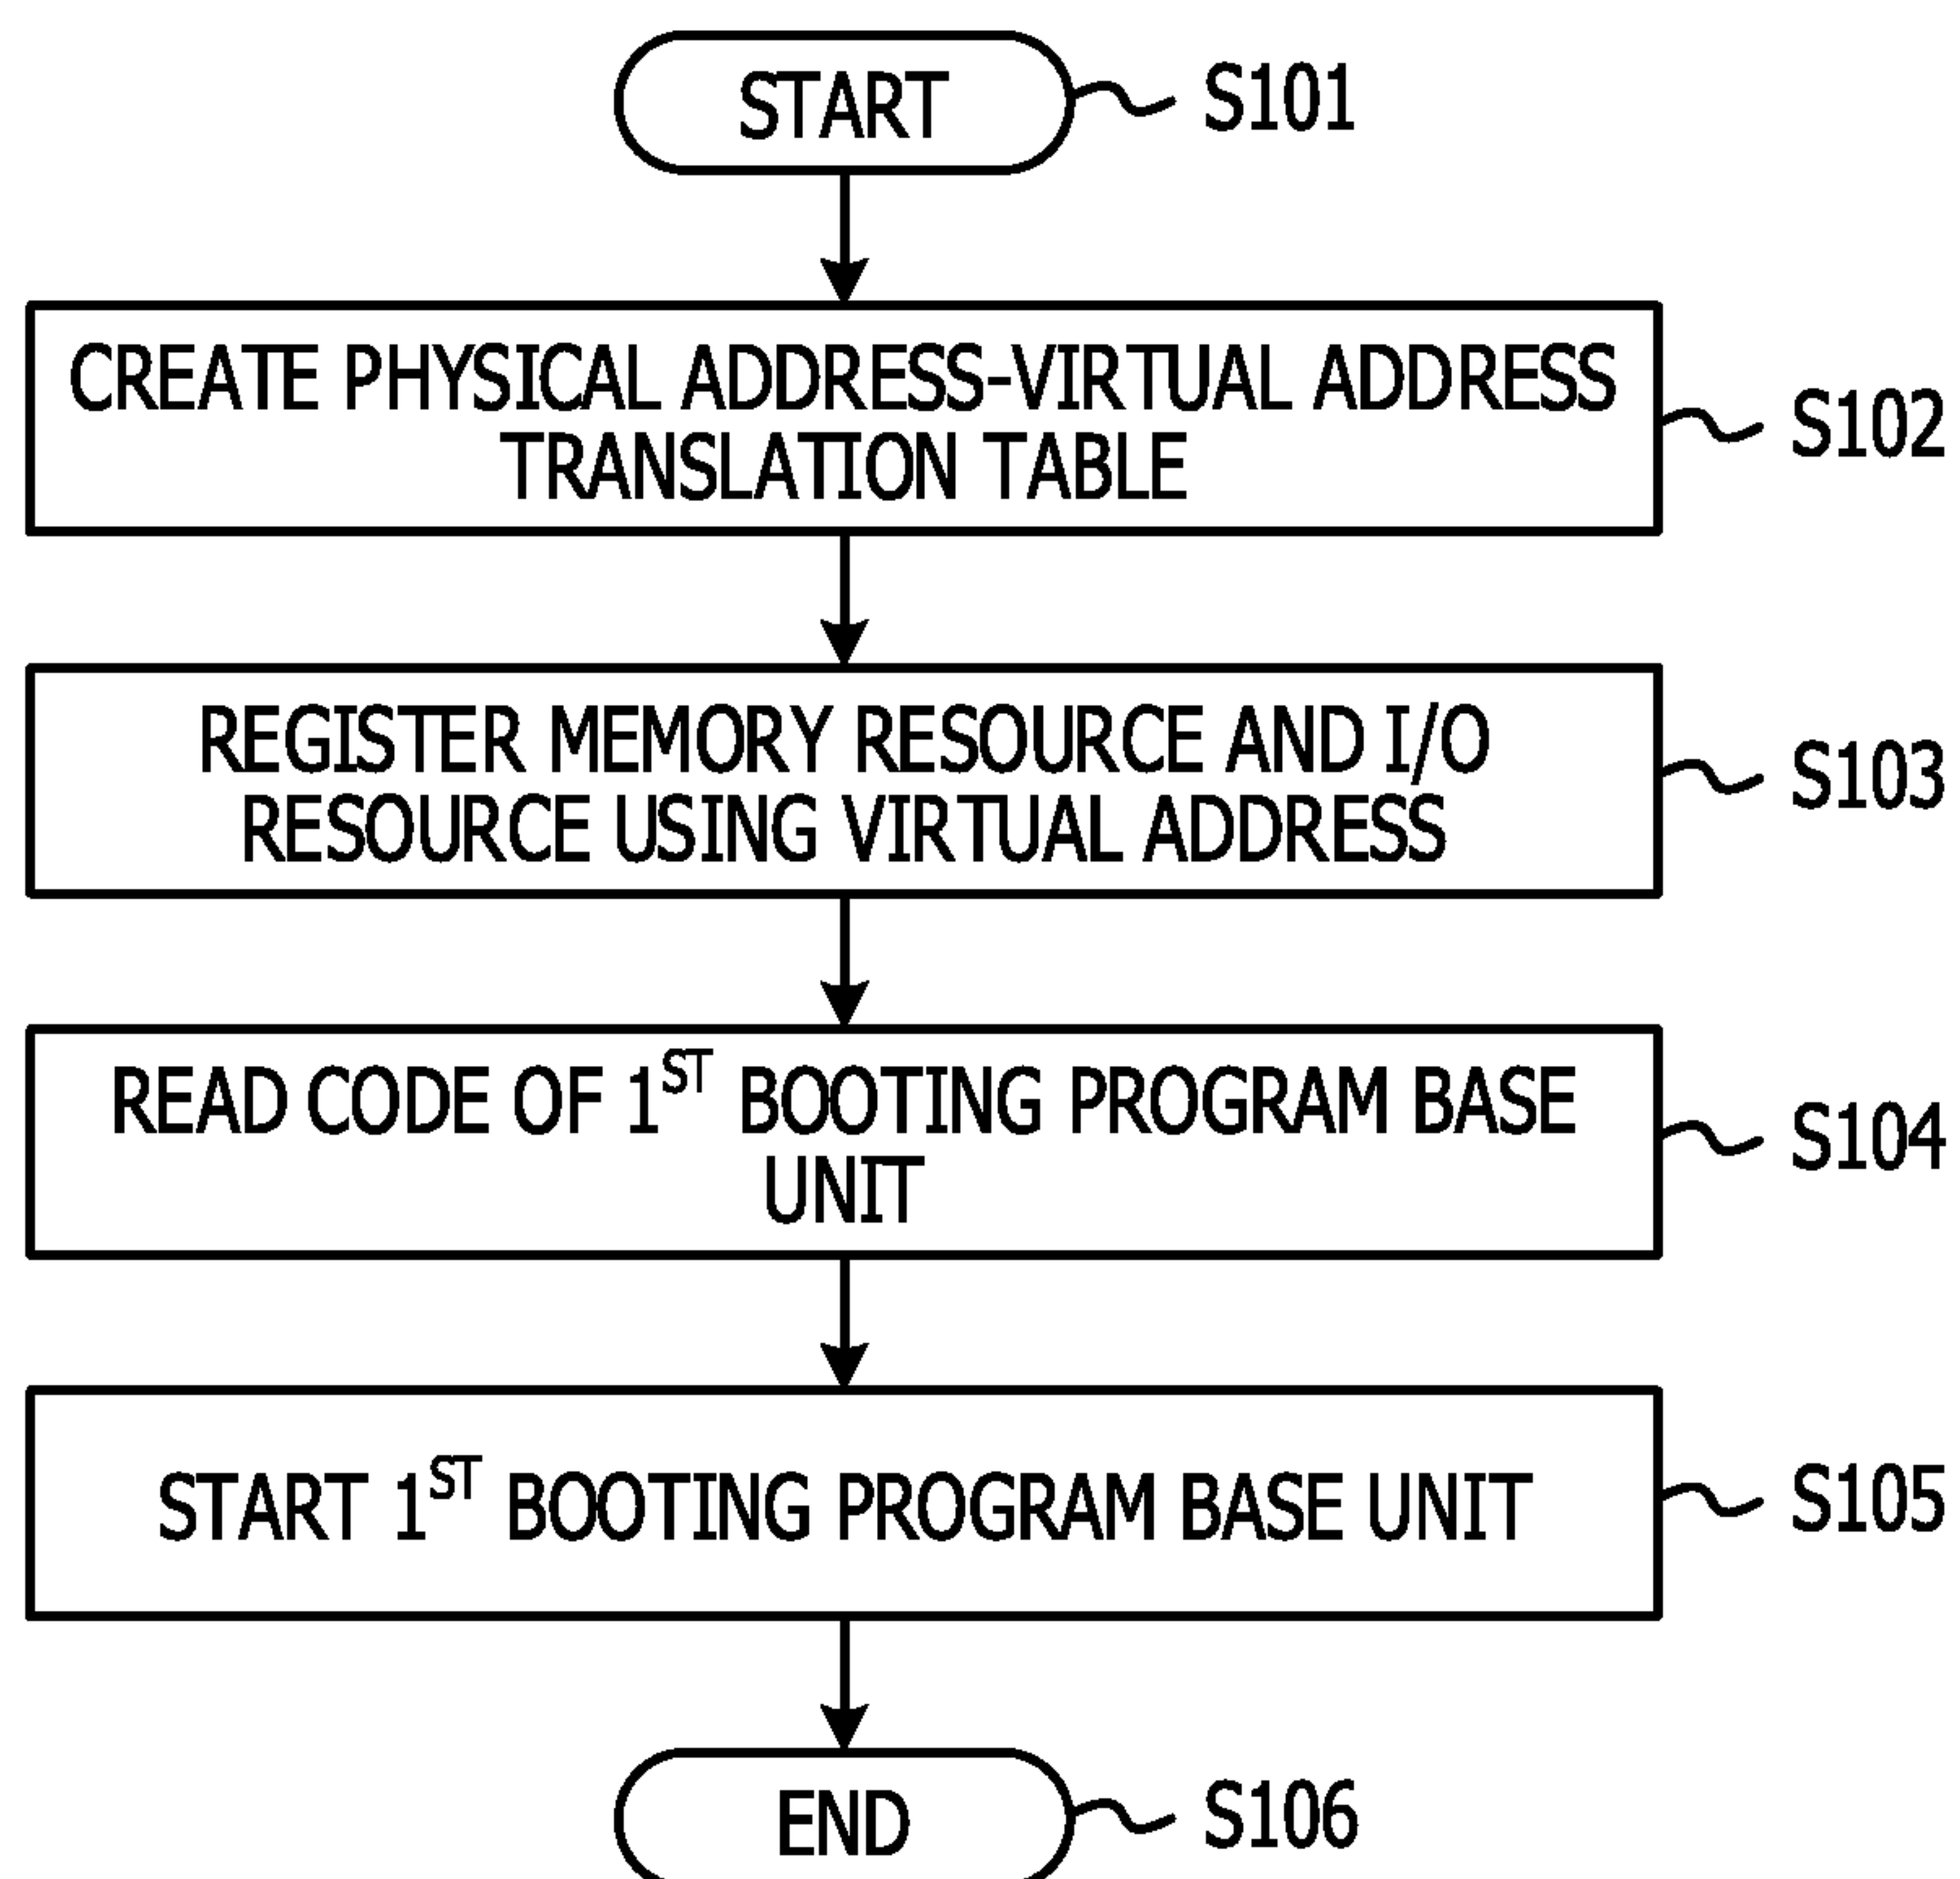 START
S101
CREATE PHYSICAL ADDRESS-VIRTUAL ADDRESS
TRANSLATION TABLE
S102
REGISTER MEMORY RESOURCE AND I/O
RESOURCE USING VIRTUAL ADDRESS
S103
READ CODE OF 1ST BOOTING PROGRAM BASE
UNIT
S104
START 1ST BOOTING PROGRAM BASE UNIT
S105
END
S106